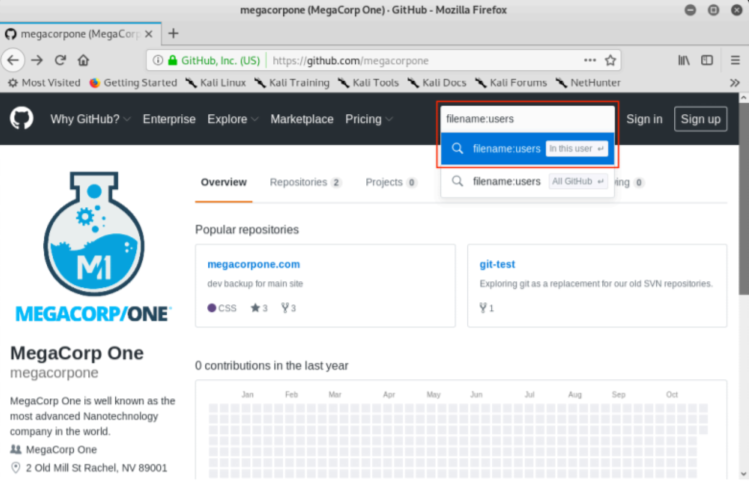 megacorpone (MegaCorp One) · GitHub - Mozilla Firefox
megacorpone (MegaCorp
GitHub, Inc. (US) https://github.com/megacorpone
Most Visited Getting Started Kali Linux Kali Training Kali Tools Kali Docs Kali Forums NetHunter
Why GitHub? Enterprise Explore Marketplace Pricing filename:users Sign in Sign up
filename:users In this user ↵
filename:users All GitHub ↵
Overview Repositories 2 Projects 0 ing 0
Popular repositories
megacorpone.com
dev backup for main site
CSS 3 3
git-test
Exploring git as a replacement for our old SVN repositories.
1
M1
MEGACORP/ONE
MegaCorp One
megacorpone
MegaCorp One is well known as the
most advanced Nanotechnology
company in the world.
MegaCorp One
2 Old Mill St Rachel, NV 89001
0 contributions in the last year
Jan Feb Mar Apr May Jun Jul Aug Sep Oct